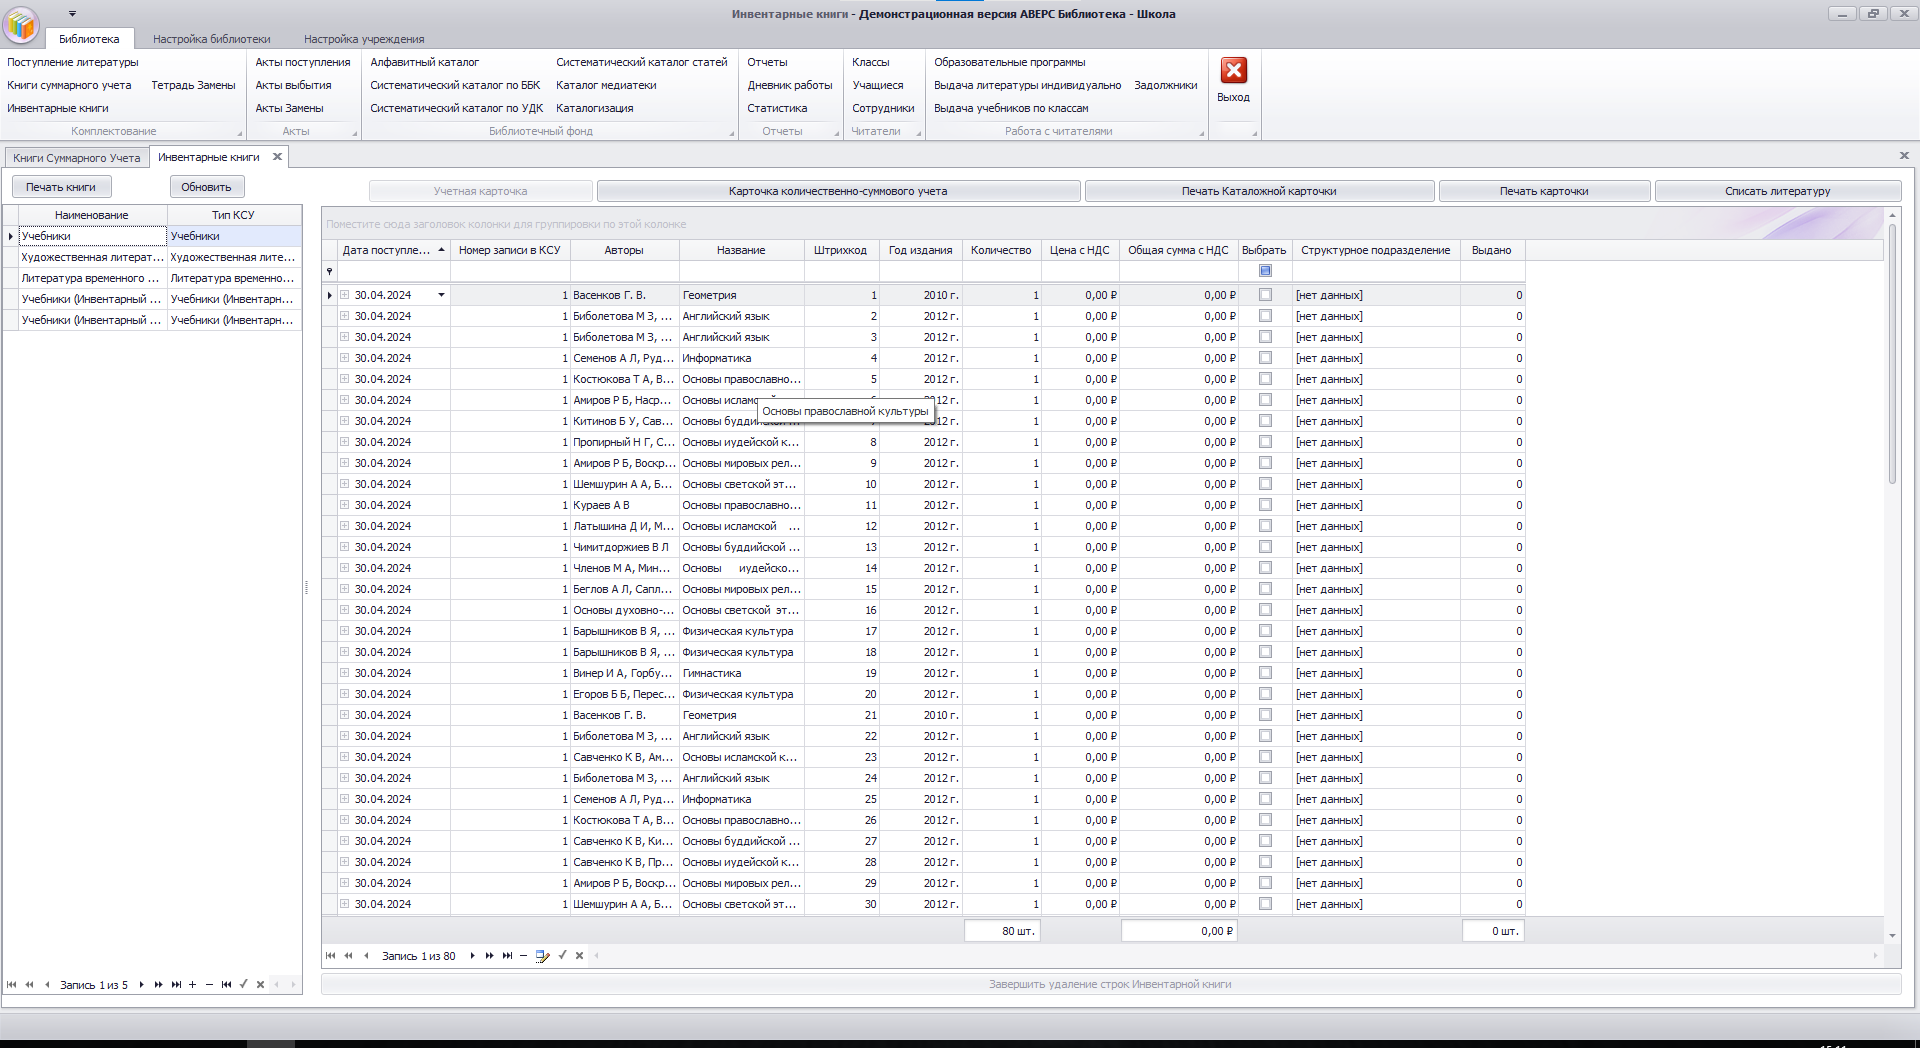 Инвентарные книги - Демонстрационная версия АВЕРС Библиотека - Школа
Библиотека Настройка библиотеки Настройка учреждения
Поступление литературы
Книги суммарного учета Тетрадь Замены
Инвентарные книги
Комплектование
Акты поступления
Акты выбытия
Акты Замены
Акты
Алфавитный каталог Систематический каталог статей
Систематический каталог по ББК Каталог медиатеки
Систематический каталог по УДК Каталогизация
Библиотечный фонд
Отчеты
Дневник работы
Статистика
Отчеты
Классы
Учащиеся
Сотрудники
Читатели
Образовательные программы
Выдача литературы индивидуально Задолжники
Выдача учебников по классам
Работа с читателями
Выход
Книги Суммарного Учета Инвентарные книги
Печать книги Обновить
Наименование Тип КСУ
Учебники Учебники
Художественная литерат... Художественная лите...
Литература временного ... Литература временно...
Учебники (Инвентарный ... Учебники (Инвентарн...
Учебники (Инвентарный ... Учебники (Инвентарн...
Запись 1 из 5
Учетная карточка Карточка количественно-суммового учета Печать Каталожной карточки Печать карточки Списать литературу
Поместите сюда заголовок колонки для группировки по этой колонке
Дата поступле... Номер записи в КСУ Авторы Название Штрихкод Год издания Количество Цена с НДС Общая сумма с НДС Выбрать Структурное подразделение Выдано
30.04.2024 1 Васенков Г. В. Геометрия 1 2010 г. 1 0,00 ₽ 0,00 ₽ [нет данных] 0
30.04.2024 1 Биболетова М З, ... Английский язык 2 2012 г. 1 0,00 ₽ 0,00 ₽ [нет данных] 0
30.04.2024 1 Биболетова М З, ... Английский язык 3 2012 г. 1 0,00 ₽ 0,00 ₽ [нет данных] 0
30.04.2024 1 Семенов А Л, Руд... Информатика 4 2012 г. 1 0,00 ₽ 0,00 ₽ [нет данных] 0
30.04.2024 1 Костюкова Т А, В... Основы православно... 5 2012 г. 1 0,00 ₽ 0,00 ₽ [нет данных] 0
30.04.2024 1 Амиров Р Б, Наср... Основы 12 г. 1 0,00 ₽ 0,00 ₽ [нет данных] 0
Основы православной культуры
30.04.2024 1 Китинов Б У, Сав... Основы 12 г. 1 0,00 ₽ 0,00 ₽ [нет данных] 0
30.04.2024 1 Пропирный Н Г, С... Основы иудейской к... 8 2012 г. 1 0,00 ₽ 0,00 ₽ [нет данных] 0
30.04.2024 1 Амиров Р Б, Воскр... Основы мировых рел... 9 2012 г. 1 0,00 ₽ 0,00 ₽ [нет данных] 0
30.04.2024 1 Шемшурин А А, Б... Основы светской эт... 10 2012 г. 1 0,00 ₽ 0,00 ₽ [нет данных] 0
30.04.2024 1 Кураев А В Основы православно... 11 2012 г. 1 0,00 ₽ 0,00 ₽ [нет данных] 0
30.04.2024 1 Латышина Д И, М... Основы исламской ... 12 2012 г. 1 0,00 ₽ 0,00 ₽ [нет данных] 0
30.04.2024 1 Чимитдоржиев В Л Основы буддийской ... 13 2012 г. 1 0,00 ₽ 0,00 ₽ [нет данных] 0
30.04.2024 1 Членов М А, Мин... Основы иудейско... 14 2012 г. 1 0,00 ₽ 0,00 ₽ [нет данных] 0
30.04.2024 1 Беглов А Л, Сапл... Основы мировых рел... 15 2012 г. 1 0,00 ₽ 0,00 ₽ [нет данных] 0
30.04.2024 1 Основы духовно-... Основы светской эт... 16 2012 г. 1 0,00 ₽ 0,00 ₽ [нет данных] 0
30.04.2024 1 Барышников В Я, ... Физическая культура 17 2012 г. 1 0,00 ₽ 0,00 ₽ [нет данных] 0
30.04.2024 1 Барышников В Я, ... Физическая культура 18 2012 г. 1 0,00 ₽ 0,00 ₽ [нет данных] 0
30.04.2024 1 Винер И А, Горбу... Гимнастика 19 2012 г. 1 0,00 ₽ 0,00 ₽ [нет данных] 0
30.04.2024 1 Егоров Б Б, Перес... Физическая культура 20 2012 г. 1 0,00 ₽ 0,00 ₽ [нет данных] 0
30.04.2024 1 Васенков Г. В. Геометрия 21 2010 г. 1 0,00 ₽ 0,00 ₽ [нет данных] 0
30.04.2024 1 Биболетова М З, ... Английский язык 22 2012 г. 1 0,00 ₽ 0,00 ₽ [нет данных] 0
30.04.2024 1 Савченко К В, Ам... Основы исламской к... 23 2012 г. 1 0,00 ₽ 0,00 ₽ [нет данных] 0
30.04.2024 1 Биболетова М З, ... Английский язык 24 2012 г. 1 0,00 ₽ 0,00 ₽ [нет данных] 0
30.04.2024 1 Семенов А Л, Руд... Информатика 25 2012 г. 1 0,00 ₽ 0,00 ₽ [нет данных] 0
30.04.2024 1 Костюкова Т А, В... Основы православно... 26 2012 г. 1 0,00 ₽ 0,00 ₽ [нет данных] 0
30.04.2024 1 Савченко К В, Ки... Основы буддийской ... 27 2012 г. 1 0,00 ₽ 0,00 ₽ [нет данных] 0
30.04.2024 1 Савченко К В, Пр... Основы иудейской к... 28 2012 г. 1 0,00 ₽ 0,00 ₽ [нет данных] 0
30.04.2024 1 Амиров Р Б, Воскр... Основы мировых рел... 29 2012 г. 1 0,00 ₽ 0,00 ₽ [нет данных] 0
30.04.2024 1 Шемшурин А А, Б... Основы светской эт... 30 2012 г. 1 0,00 ₽ 0,00 ₽ [нет данных] 0
80 шт. 0,00 ₽ 0 шт.
Запись 1 из 80
Завершить удаление строк Инвентарной книги